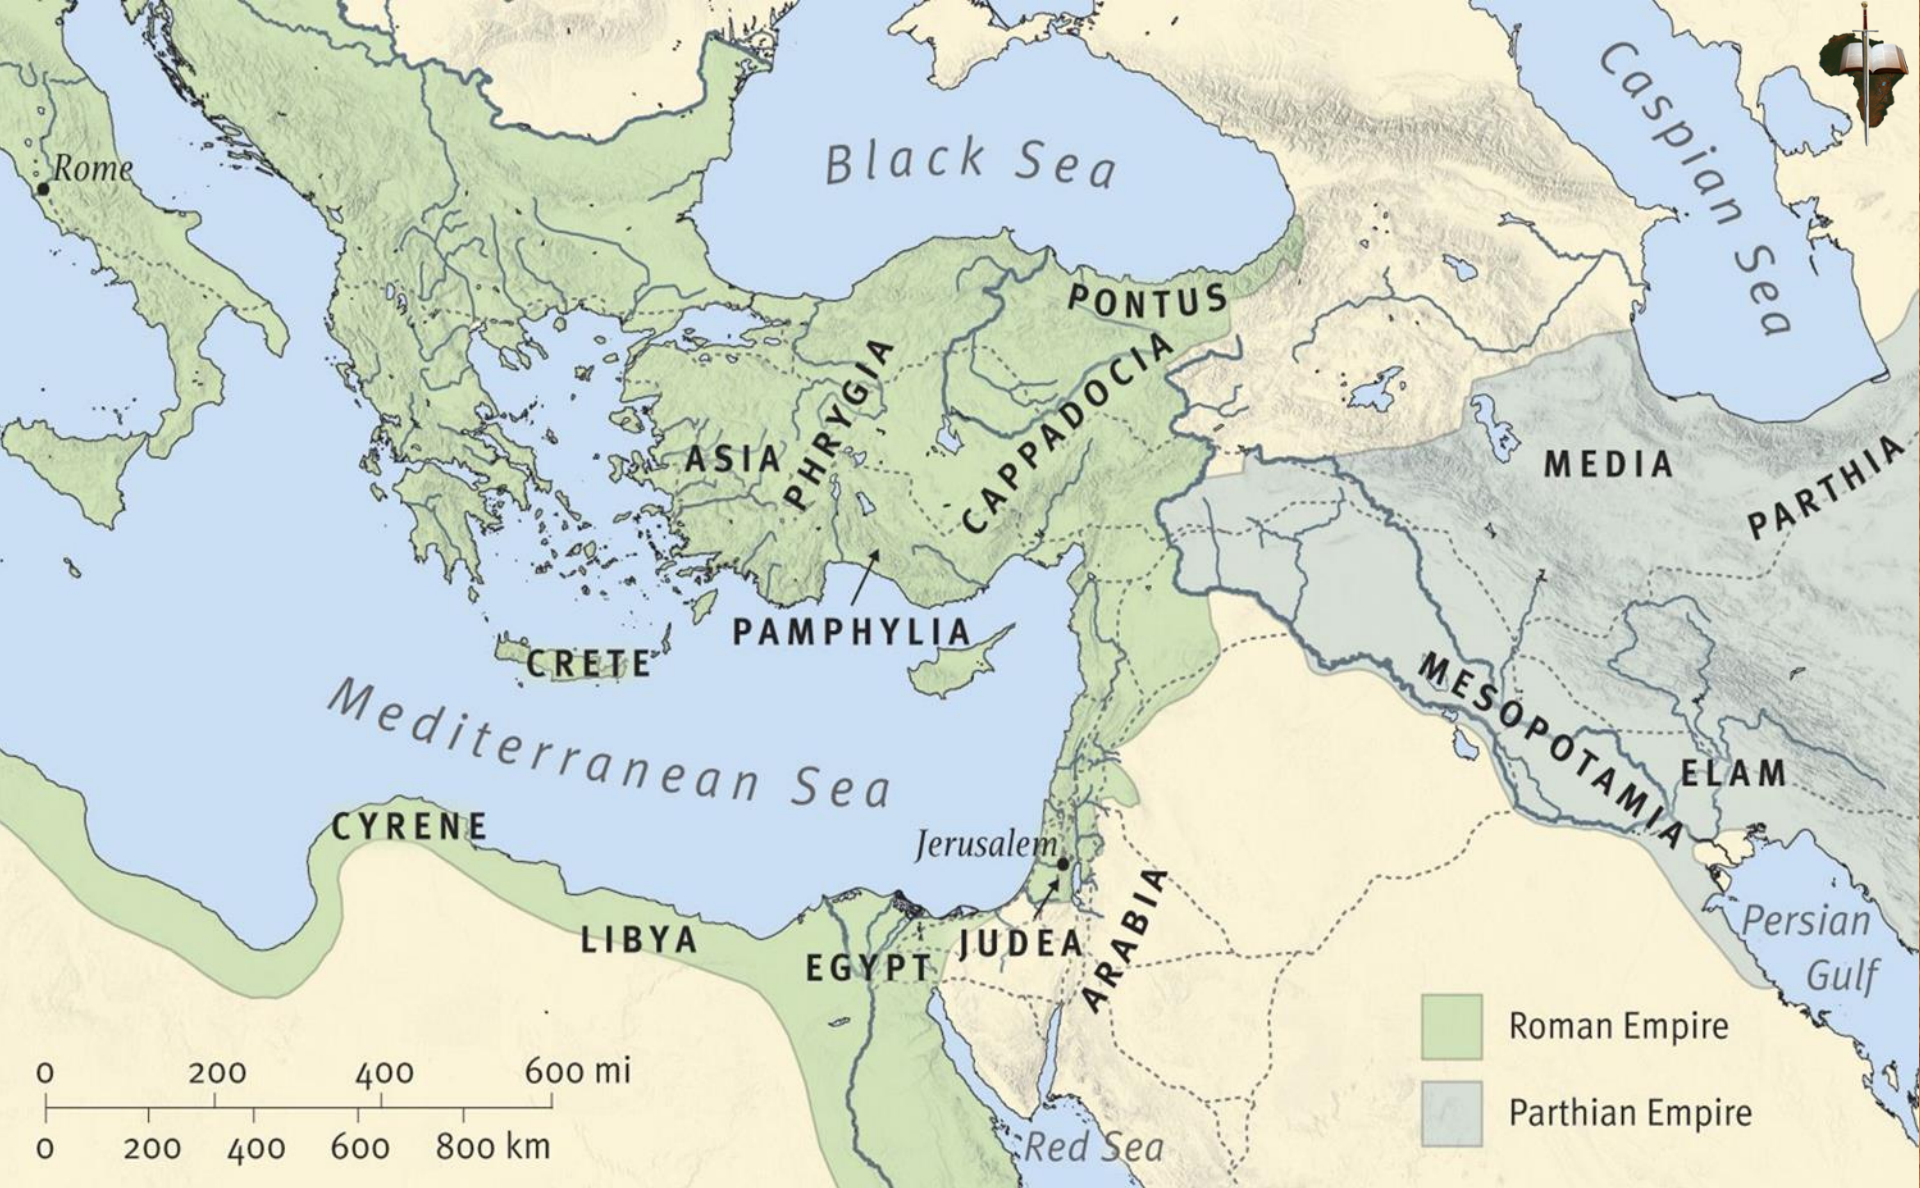 Caspian Sea
Black Sea
Rome
PONTUS
PHRYGIA
CAPPADOCIA
ASIA
MEDIA
PARTHIA
PAMPHYLIA
CRETE
Mediterranean Sea
MESOPOTAMIA
ELAM
CYRENE
Jerusalem
LIBYA
EGYPT
JUDEA
ARABIA
Persian
Gulf
Roman Empire
Parthian Empire
Red Sea
0 200 400 600 mi
0 200 400 600 800 km